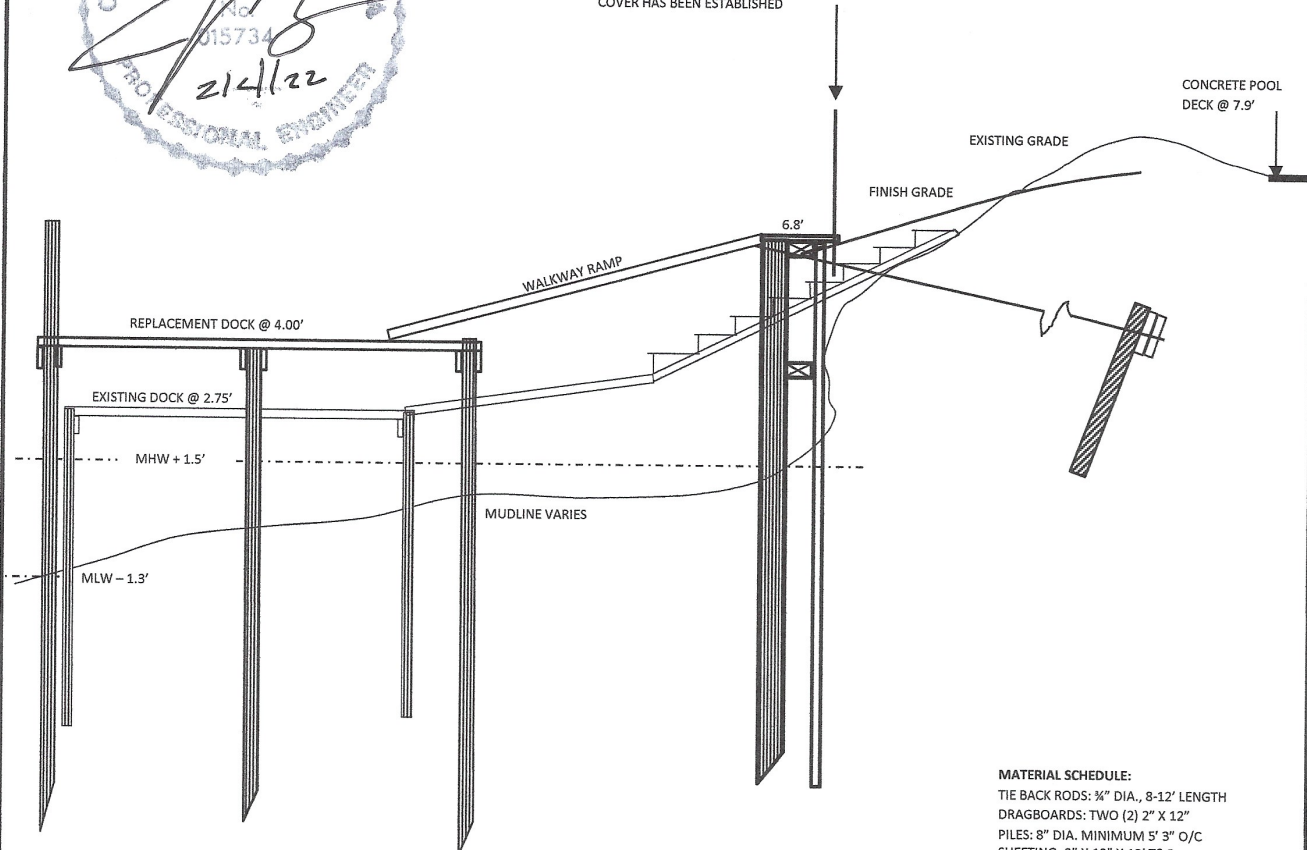 COVER HAS BEEN ESTABLISHED
No.
015734
2/4/22
PROFESSIONAL ENGINEER
CONCRETE POOL
DECK @ 7.9’
EXISTING GRADE
FINISH GRADE
6.8’
WALKWAY RAMP
REPLACEMENT DOCK @ 4.00’
EXISTING DOCK @ 2.75’
MHW + 1.5’
MUDLINE VARIES
MLW – 1.3’
MATERIAL SCHEDULE:
TIE BACK RODS: ¾” DIA., 8-12’ LENGTH
DRAGBOARDS: TWO (2) 2” X 12”
PILES: 8” DIA. MINIMUM 5’ 3” O/C